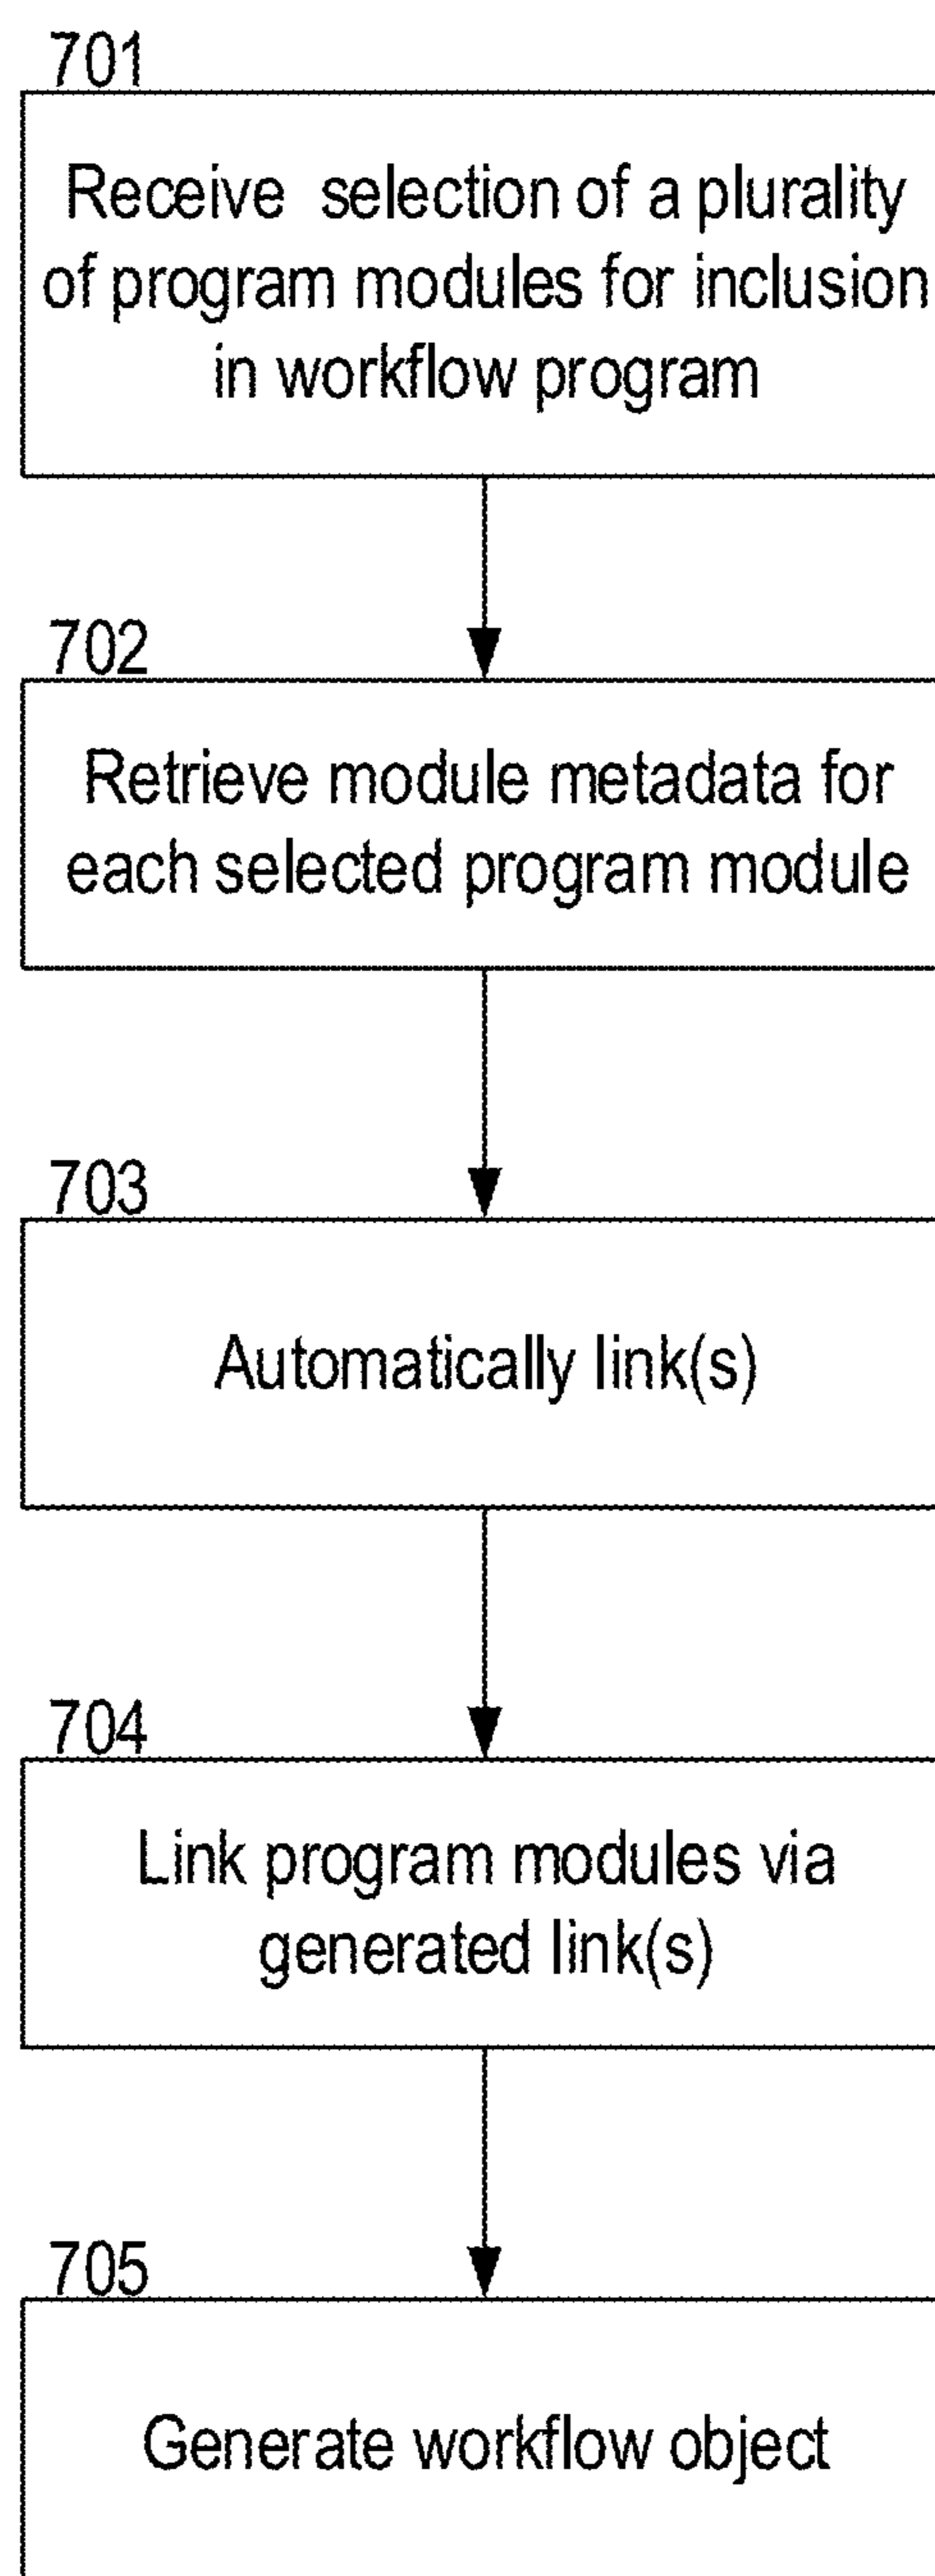 701
Receive selection of a plurality
of program modules for inclusion
in workflow program
702
Retrieve module metadata for
each selected program module
703
Automatically link(s)
704
Link program modules via
generated link(s)
705
Generate workflow object